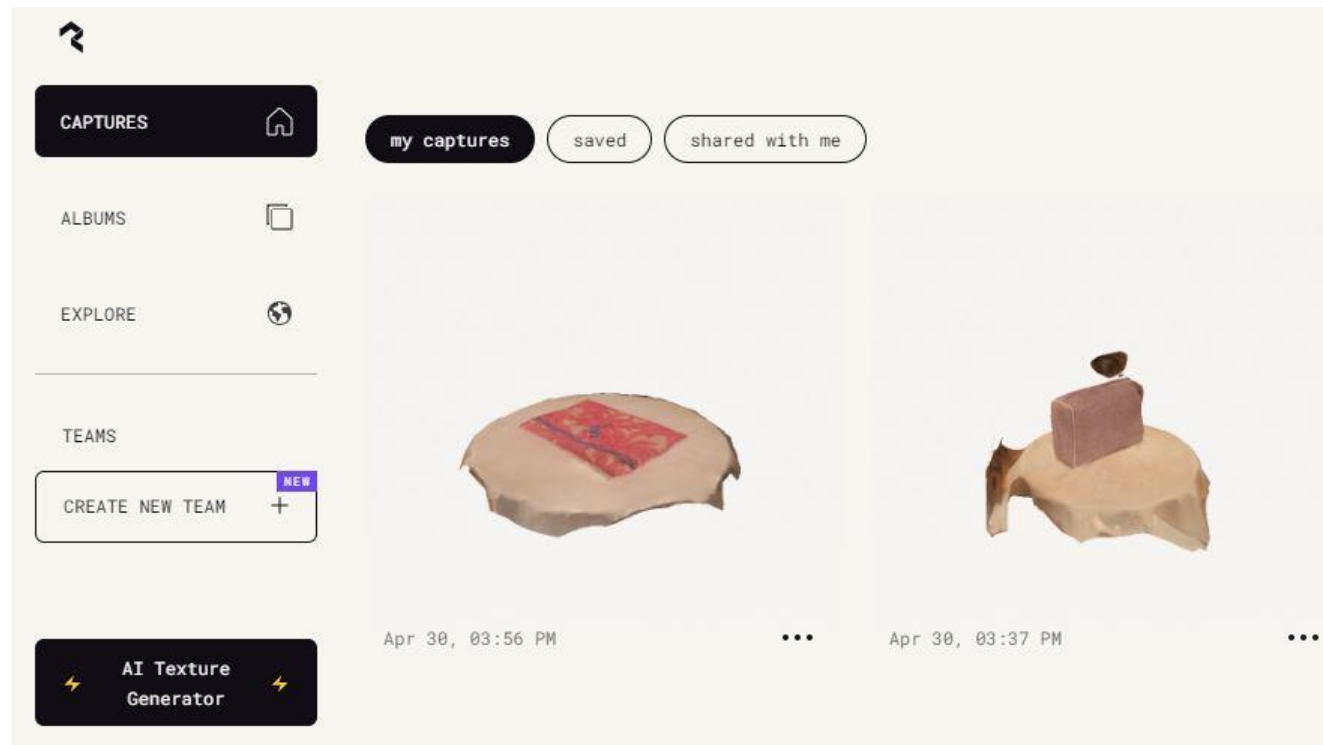 CAPTURES
ALBUMS
EXPLORE
TEAMS
NEW
CREATE NEW TEAM +
AI Texture
Generator
my captures
saved
shared with me
Apr 30, 03:56 PM
Apr 30, 03:37 PM